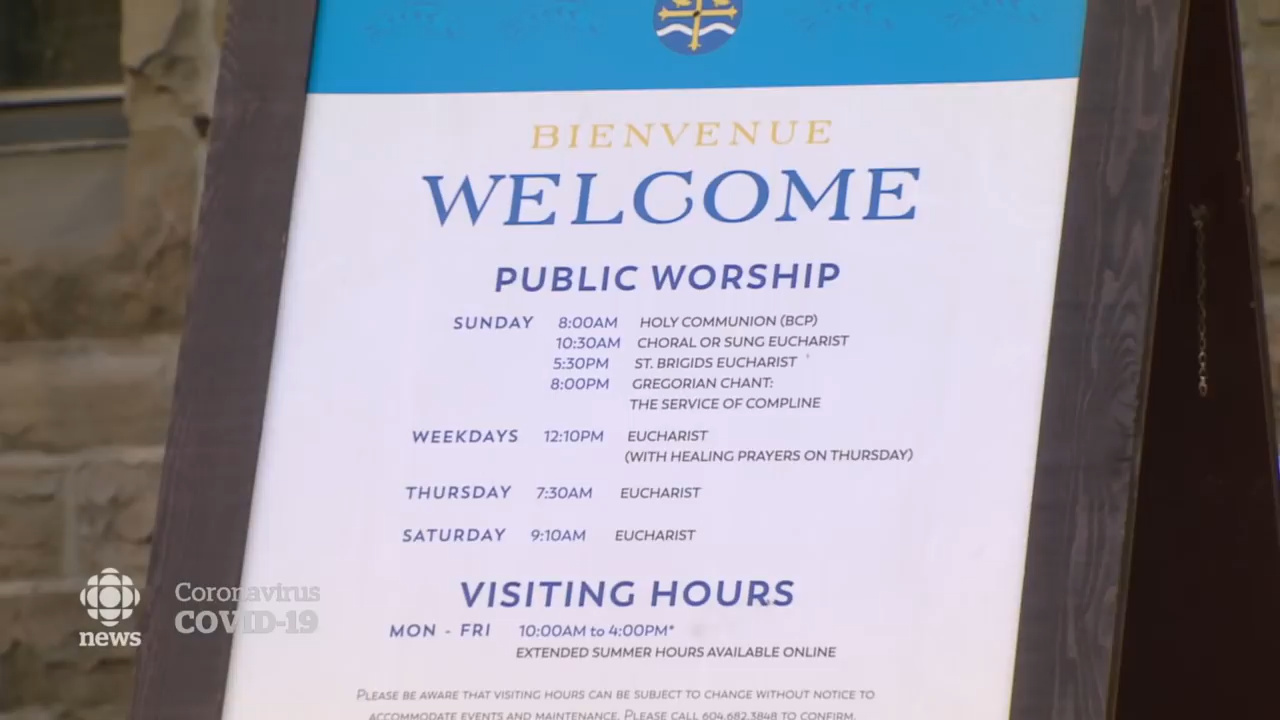 BIENVENUE
WELCOME
PUBLIC WORSHIP
SUNDAY 8:00AM HOLY COMMUNION (BCP)
10:30AM CHORAL OR SUNG EUCHARIST
5:30PM ST. BRIGIDS EUCHARIST
8:00PM GREGORIAN CHANT:
THE SERVICE OF COMPLINE
WEEKDAYS 12:10PM EUCHARIST
(WITH HEALING PRAYERS ON THURSDAY)
THURSDAY 7:30AM EUCHARIST
SATURDAY 9:10AM EUCHARIST
VISITING HOURS
MON - FRI 10:00AM to 4:00PM*
EXTENDED SUMMER HOURS AVAILABLE ONLINE
PLEASE BE AWARE THAT VISITING HOURS CAN BE SUBJECT TO CHANGE WITHOUT NOTICE TO
ACCOMMODATE EVENTS AND MAINTENANCE. PLEASE CALL 604.682.3848 TO CONFIRM.
news
Coronavirus
COVID-19